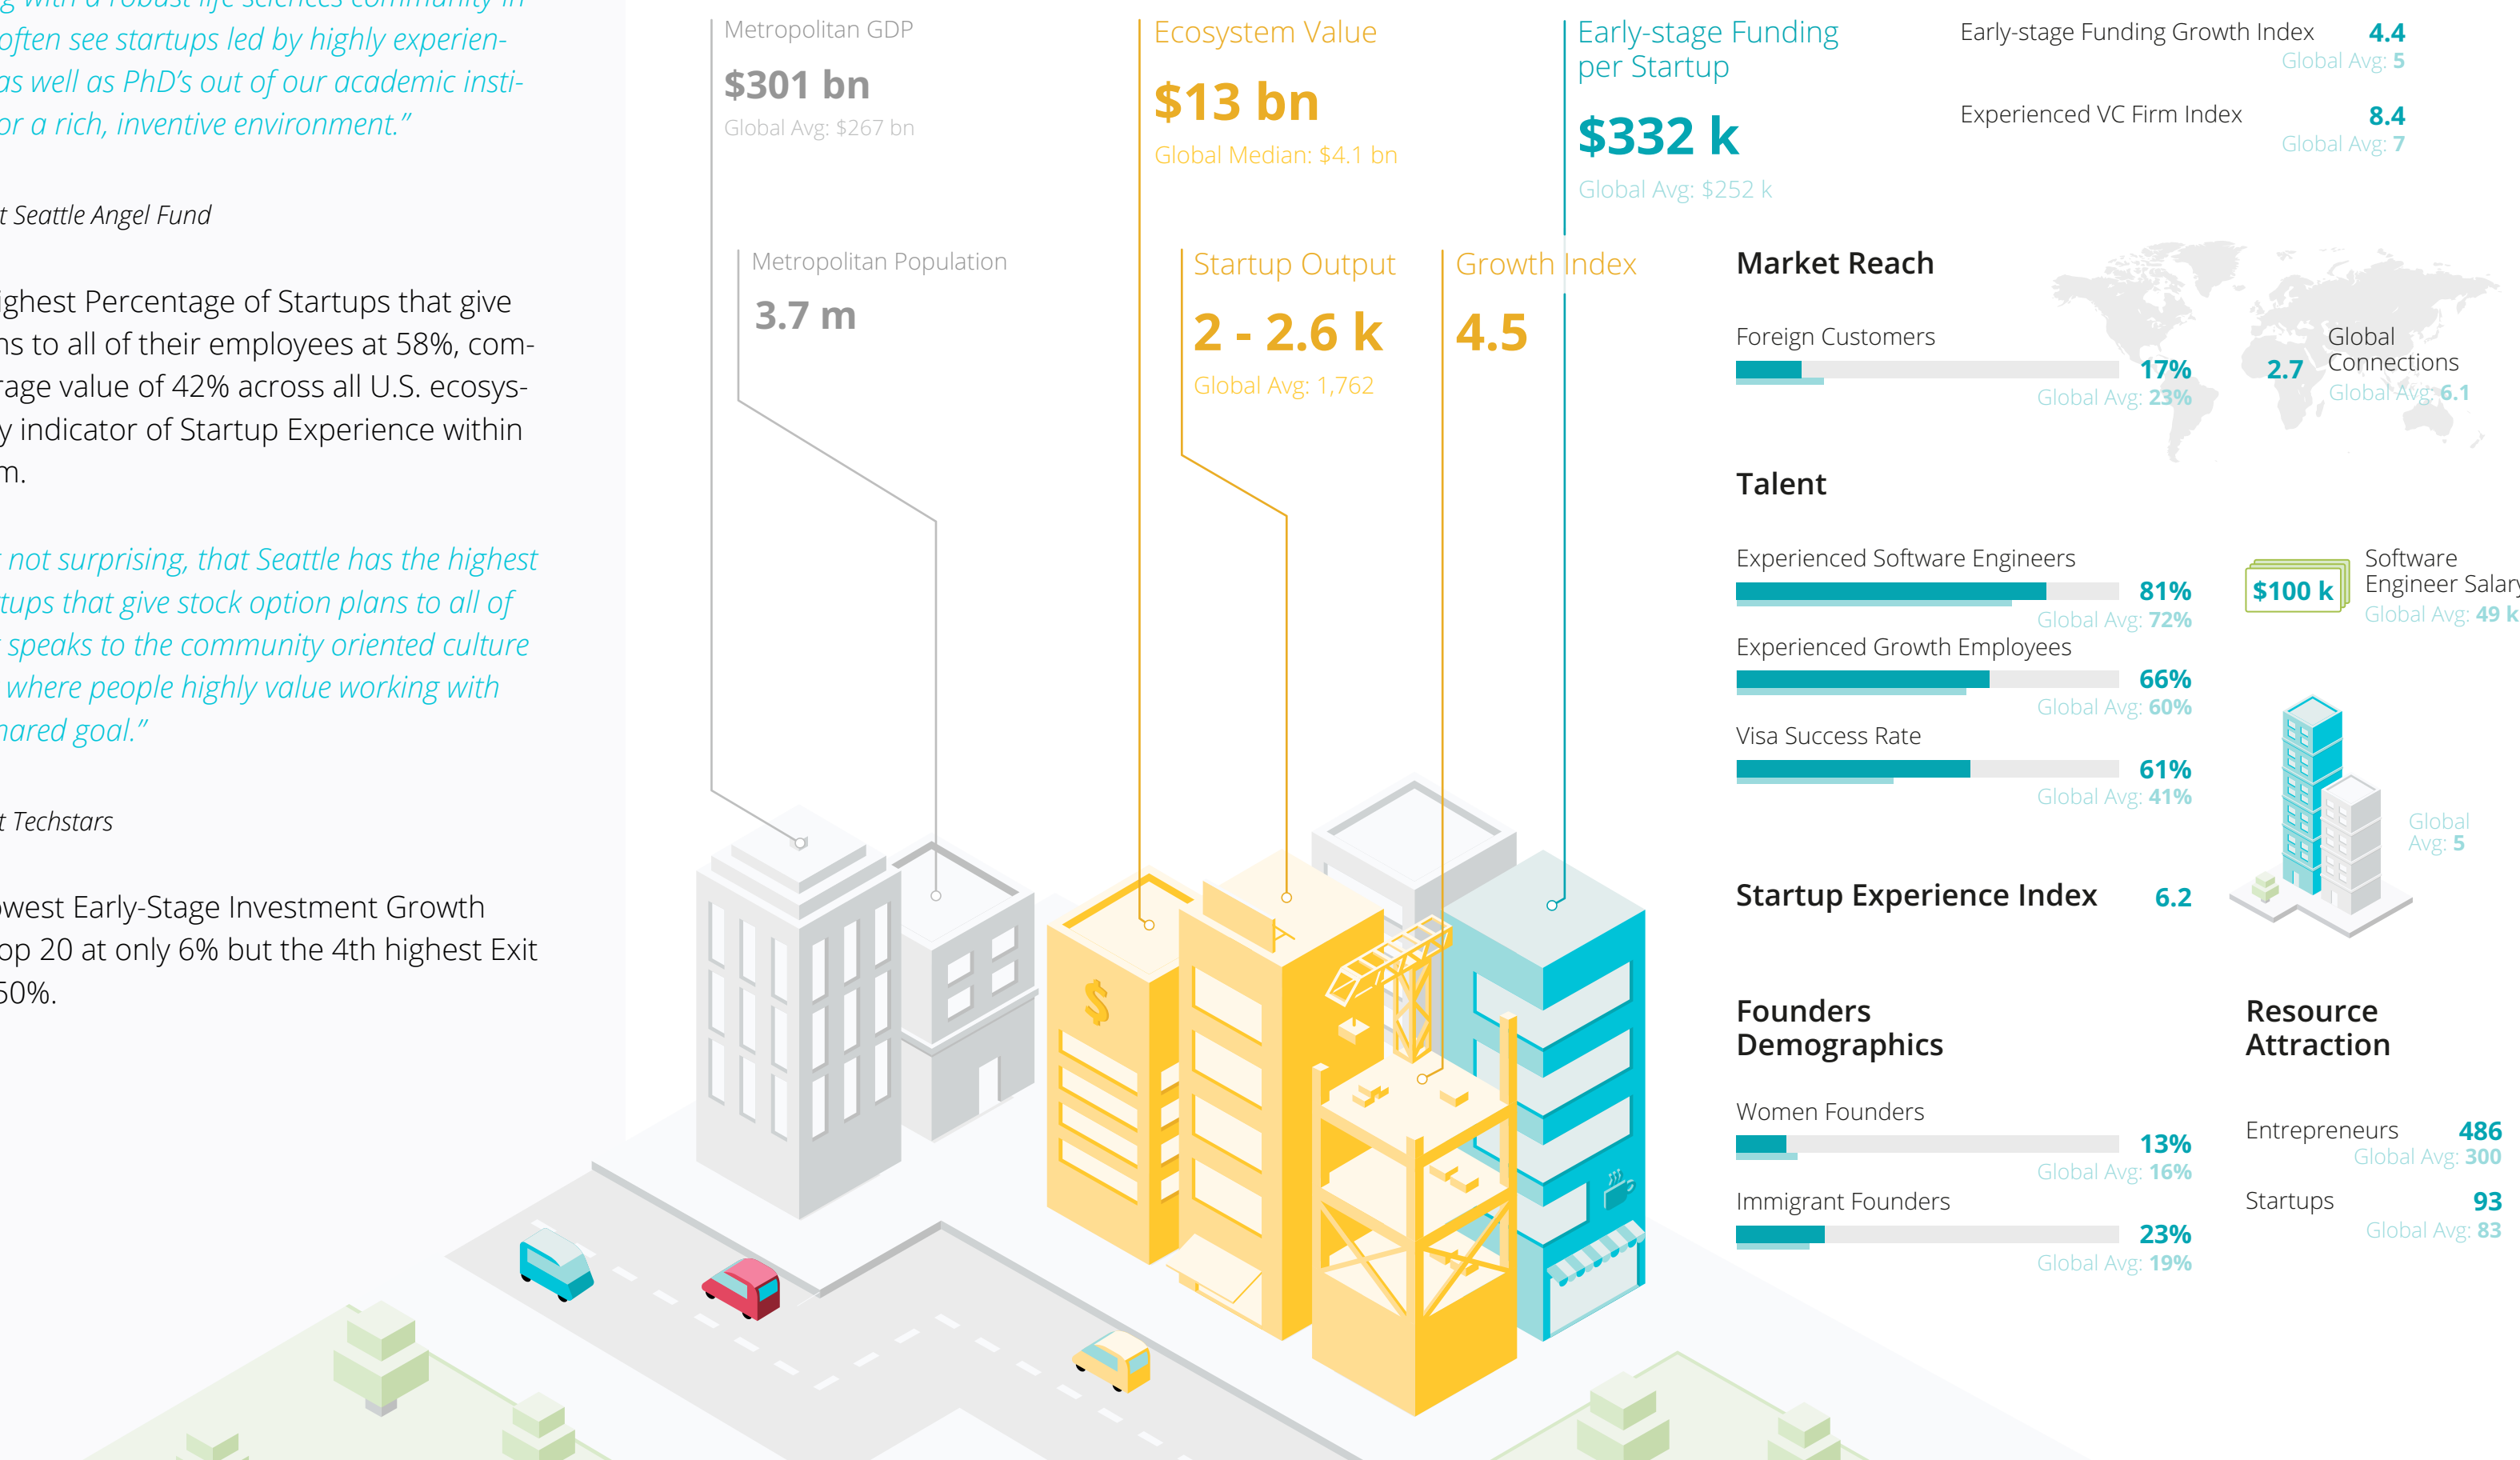 with a robust life sciences community in
often see startups led by highly experien-
as well as PhD's out of our academic insti-
or a rich, inventive environment.”
t Seattle Angel Fund
ighest Percentage of Startups that give
ns to all of their employees at 58%, com-
rage value of 42% across all U.S. ecosys-
y indicator of Startup Experience within
m.
not surprising, that Seattle has the highest
rtups that give stock option plans to all of
speaks to the community oriented culture
where people highly value working with
hared goal.”
t Techstars
owest Early-Stage Investment Growth
op 20 at only 6% but the 4th highest Exit
50%.
Metropolitan GDP
$301 bn
Global Avg: $267 bn
Metropolitan Population
3.7 m
Ecosystem Value
$13 bn
Global Median: $4.1 bn
Startup Output
2 - 2.6 k
Global Avg: 1,762
Growth Index
4.5
Early-stage Funding
per Startup
$332 k
Global Avg: $252 k
Early-stage Funding Growth Index 4.4
Global Avg: 5
Experienced VC Firm Index 8.4
Global Avg: 7
Market Reach
Foreign Customers
17%
Global Avg: 23%
2.7
Global
Connections
Global Avg: 6.1
Talent
Experienced Software Engineers
81%
Global Avg: 72%
$100 k
Software
Engineer Salary
Global Avg: 49 k
Experienced Growth Employees
66%
Global Avg: 60%
Visa Success Rate
61%
Global Avg: 41%
Startup Experience Index 6.2
Global
Avg: 5
Founders
Demographics
Women Founders
13%
Global Avg: 16%
Immigrant Founders
23%
Global Avg: 19%
Resource
Attraction
Entrepreneurs 486
Global Avg: 300
Startups 93
Global Avg: 83
$